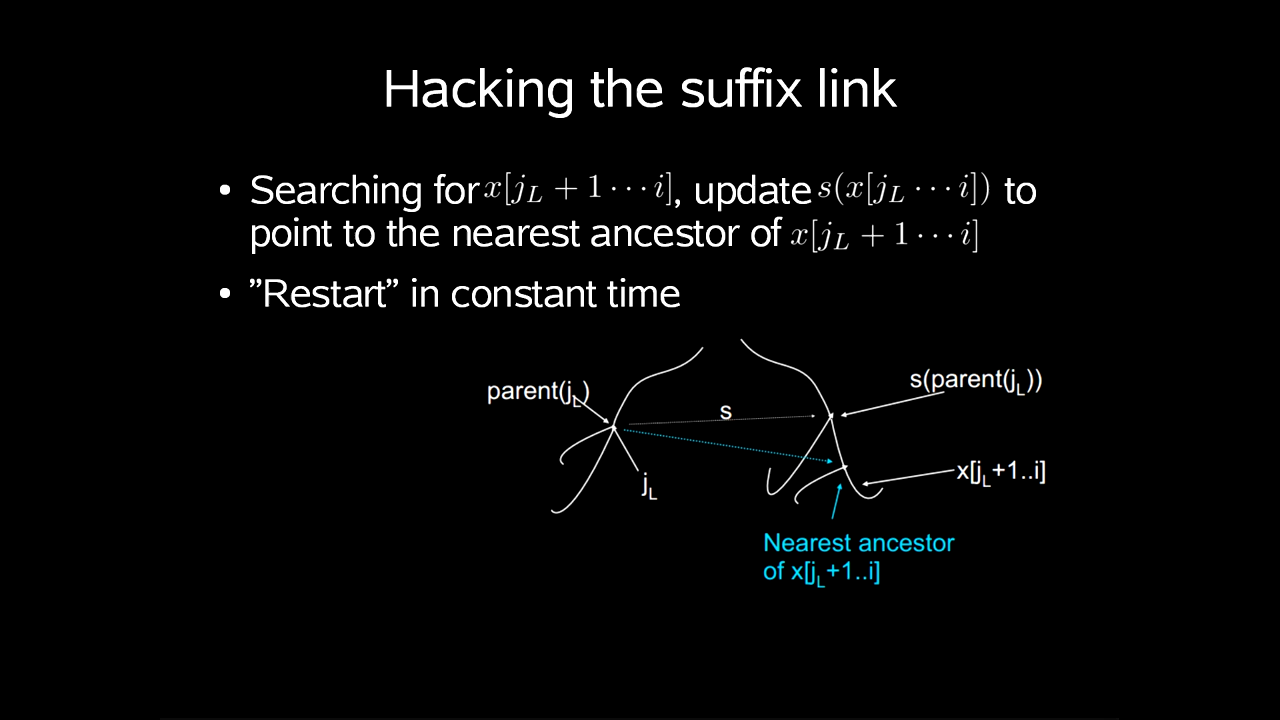 Hacking the suffix link
• Searching for x[j_L + 1 ⋯ i], update s(x[j_L ⋯ i]) to
point to the nearest ancestor of x[j_L + 1 ⋯ i]
• ”Restart” in constant time
parent(j_L)
s
s(parent(j_L))
j_L
x[j_L+1..i]
Nearest ancestor
of x[j_L+1..i]